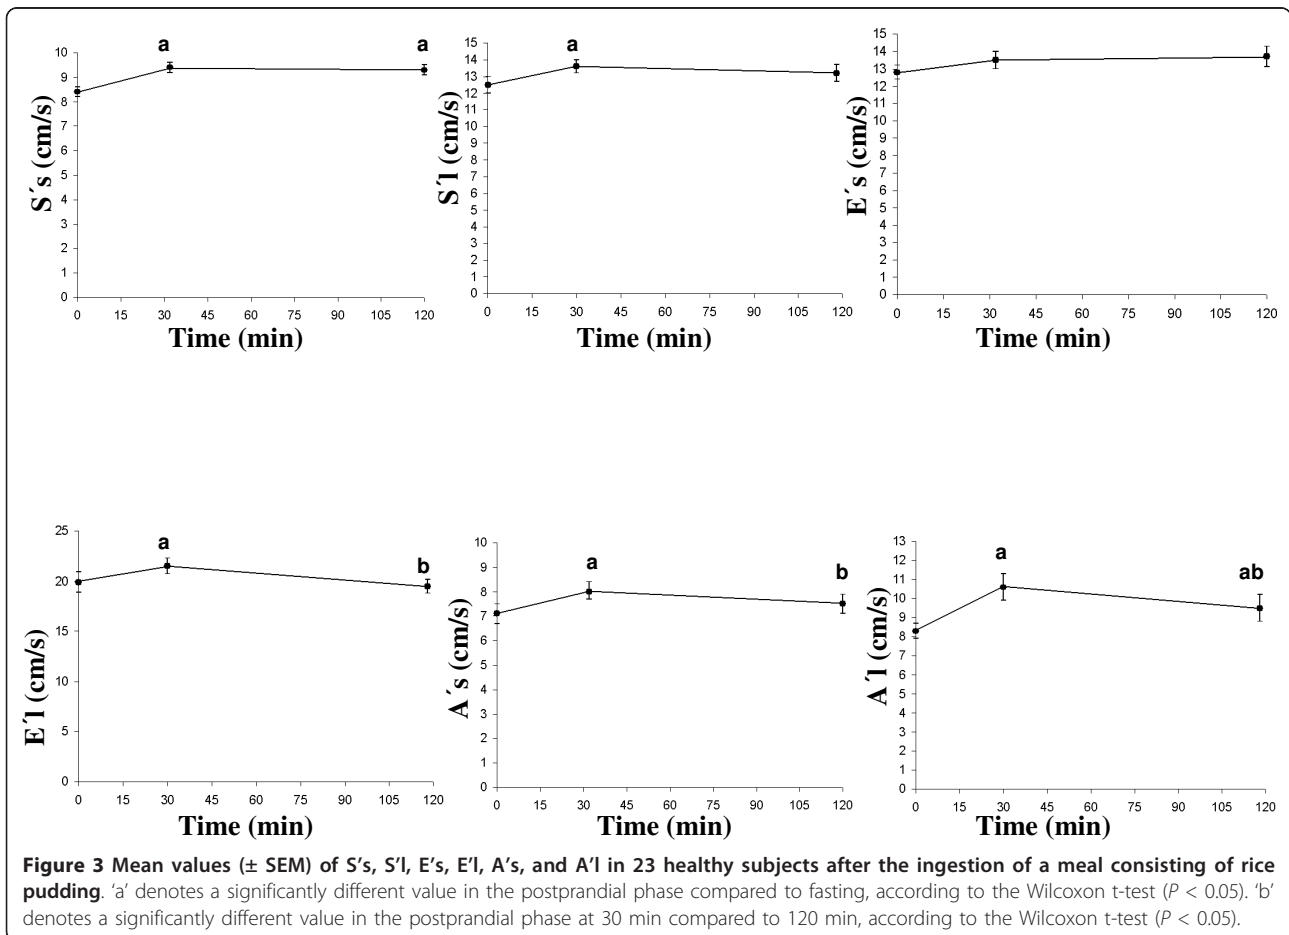 a a
10
9
8
7
6
5
4
3
2
1
0
S´s (cm/s)
0 15 30 45 60 75 90 105 120
Time (min)
a
15
14
13
12
11
10
9
8
7
6
5
4
3
2
1
0
S´l (cm/s)
0 15 30 45 60 75 90 105 120
Time (min)
15
14
13
12
11
10
9
8
7
6
5
4
3
2
1
0
E´s (cm/s)
0 15 30 45 60 75 90 105 120
Time (min)
a b
25
20
15
10
5
0
E´l (cm/s)
0 15 30 45 60 75 90 105 120
Time (min)
a b
10
9
8
7
6
5
4
3
2
1
0
A´s (cm/s)
0 15 30 45 60 75 90 105 120
Time (min)
a ab
13
12
11
10
9
8
7
6
5
4
3
2
1
0
A´l (cm/s)
0 15 30 45 60 75 90 105 120
Time (min)
Figure 3 Mean values (± SEM) of S's, S'l, E's, E'l, A's, and A'l in 23 healthy subjects after the ingestion of a meal consisting of rice
pudding. 'a' denotes a significantly different value in the postprandial phase compared to fasting, according to the Wilcoxon t-test (P < 0.05). 'b'
denotes a significantly different value in the postprandial phase at 30 min compared to 120 min, according to the Wilcoxon t-test (P < 0.05).